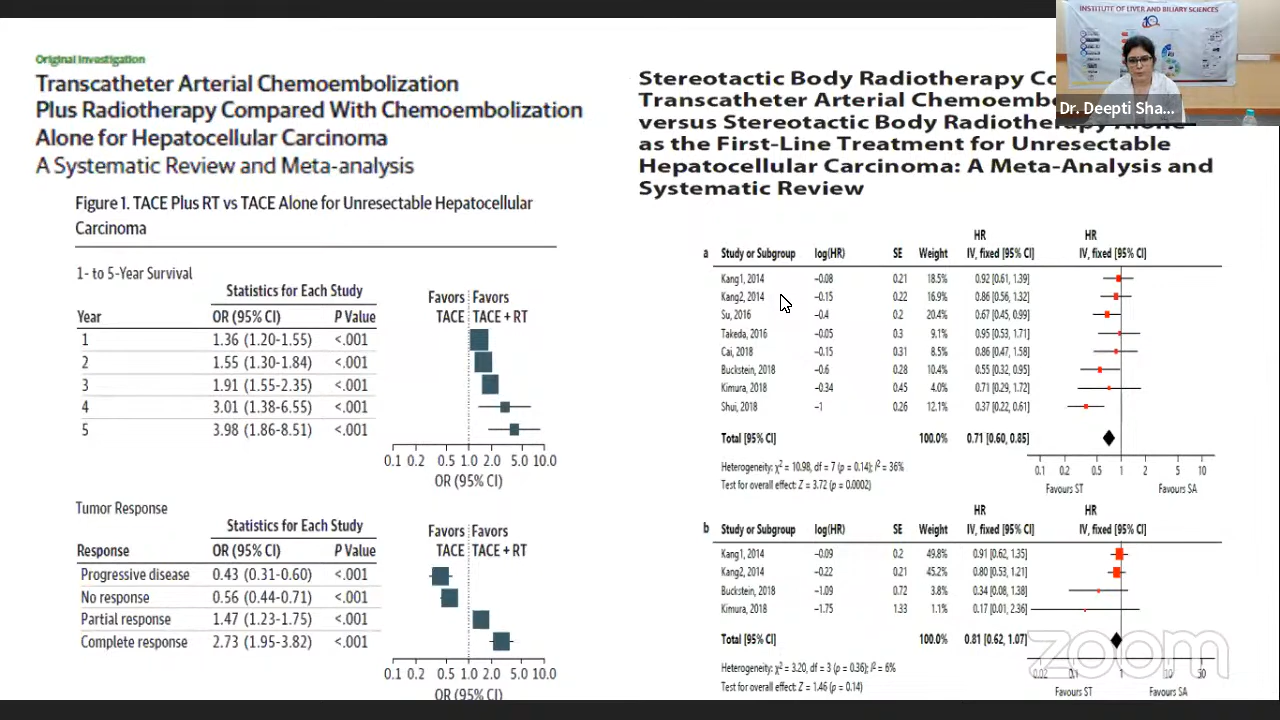 Original Investigation
Transcatheter Arterial Chemoembolization
Plus Radiotherapy Compared With Chemoembolization
Alone for Hepatocellular Carcinoma
A Systematic Review and Meta-analysis
Figure 1. TACE Plus RT vs TACE Alone for Unresectable Hepatocellular
Carcinoma
1- to 5-Year Survival
Statistics for Each Study
Favors Favors
Year OR (95% CI) P Value TACE TACE + RT
1 1.36 (1.20-1.55) <.001
2 1.55 (1.30-1.84) <.001
3 1.91 (1.55-2.35) <.001
4 3.01 (1.38-6.55) <.001
5 3.98 (1.86-8.51) <.001
0.1 0.2 0.5 1.0 2.0 5.0 10.0
OR (95% CI)
Tumor Response
Statistics for Each Study
Favors Favors
Response OR (95% CI) P Value TACE TACE + RT
Progressive disease 0.43 (0.31-0.60) <.001
No response 0.56 (0.44-0.71) <.001
Partial response 1.47 (1.23-1.75) <.001
Complete response 2.73 (1.95-3.82) <.001
0.1 0.2 0.5 1.0 2.0 5.0 10.0
OR (95% CI)
INSTITUTE OF LIVER AND BILIARY SCIENCES
Dr. Deepti Sha...
Stereotactic Body Radiotherapy Co
Transcatheter Arterial Chemoembo
versus Stereotactic Body Radiotherapy Alone
as the First-Line Treatment for Unresectable
Hepatocellular Carcinoma: A Meta-Analysis and
Systematic Review
HR HR
a Study or Subgroup log(HR) SE Weight IV, fixed [95% CI] IV, fixed [95% CI]
Kang1, 2014 –0.08 0.21 18.5% 0.92 [0.61, 1.39]
Kang2, 2014 –0.15 0.22 16.9% 0.86 [0.56, 1.32]
Su, 2016 –0.4 0.2 20.4% 0.67 [0.45, 0.99]
Takeda, 2016 –0.05 0.3 9.1% 0.95 [0.53, 1.71]
Cai, 2018 –0.15 0.31 8.5% 0.86 [0.47, 1.58]
Buckstein, 2018 –0.6 0.28 10.4% 0.55 [0.32, 0.95]
Kimura, 2018 –0.34 0.45 4.0% 0.71 [0.29, 1.72]
Shui, 2018 –1 0.26 12.1% 0.37 [0.22, 0.61]
Total [95% CI] 100.0% 0.71 [0.60, 0.85]
Heterogeneity: χ² = 10.98, df = 7 (p = 0.14); I² = 36%
Test for overall effect: Z = 3.72 (p = 0.0002)
0.1 0.2 0.5 1 2 5 10
Favours ST Favours SA
HR HR
b Study or Subgroup log(HR) SE Weight IV, fixed [95% CI] IV, fixed [95% CI]
Kang1, 2014 –0.09 0.2 49.8% 0.91 [0.62, 1.35]
Kang2, 2014 –0.22 0.21 45.2% 0.80 [0.53, 1.21]
Buckstein, 2018 –1.09 0.72 3.8% 0.34 [0.08, 1.38]
Kimura, 2018 –1.75 1.33 1.1% 0.17 [0.01, 2.36]
Total [95% CI] 100.0% 0.81 [0.62, 1.07]
Heterogeneity: χ² = 3.20, df = 3 (p = 0.36); I² = 6%
Test for overall effect: Z = 1.46 (p = 0.14)
0.02 0.1 1 10 50
Favours ST Favours SA
zoom